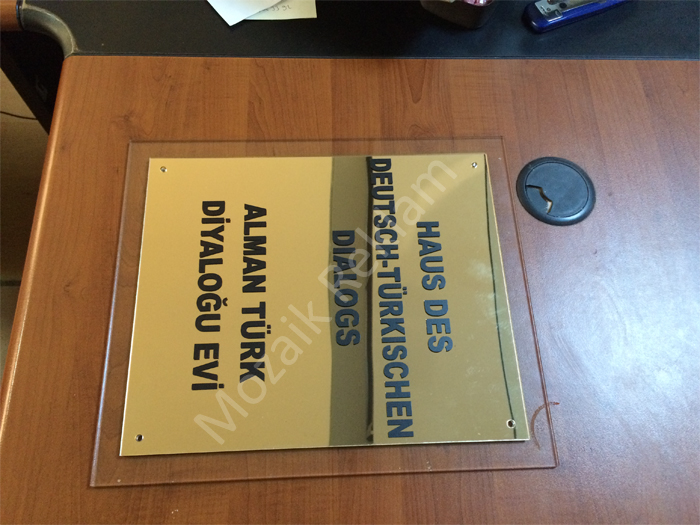 HAUS DES
DEUTSCH-TÜRKISCHEN
DIALOGS
ALMAN TÜRK
DİYALOĞU EVİ
Mozaik Reklam